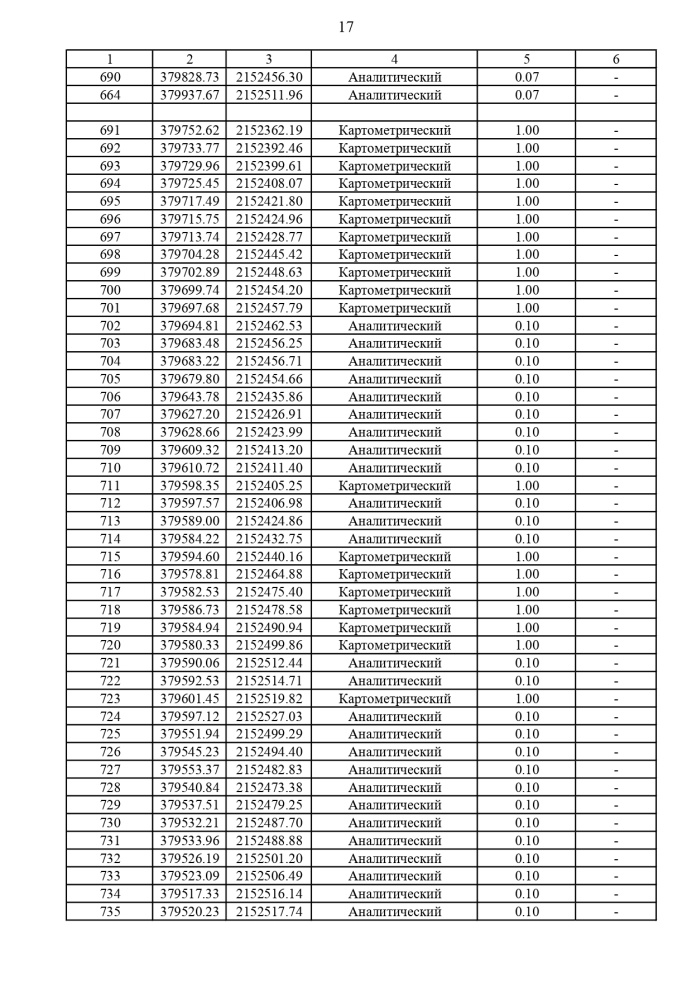 17
1 2 3 4 5 6
690 379828.73 2152456.30 Аналитический 0.07 -
664 379937.67 2152511.96 Аналитический 0.07 -
691 379752.62 2152362.19 Картометрический 1.00 -
692 379733.77 2152392.46 Картометрический 1.00 -
693 379729.96 2152399.61 Картометрический 1.00 -
694 379725.45 2152408.07 Картометрический 1.00 -
695 379717.49 2152421.80 Картометрический 1.00 -
696 379715.75 2152424.96 Картометрический 1.00 -
697 379713.74 2152428.77 Картометрический 1.00 -
698 379704.28 2152445.42 Картометрический 1.00 -
699 379702.89 2152448.63 Картометрический 1.00 -
700 379699.74 2152454.20 Картометрический 1.00 -
701 379697.68 2152457.79 Картометрический 1.00 -
702 379694.81 2152462.53 Аналитический 0.10 -
703 379683.48 2152456.25 Аналитический 0.10 -
704 379683.22 2152456.71 Аналитический 0.10 -
705 379679.80 2152454.66 Аналитический 0.10 -
706 379643.78 2152435.86 Аналитический 0.10 -
707 379627.20 2152426.91 Аналитический 0.10 -
708 379628.66 2152423.99 Аналитический 0.10 -
709 379609.32 2152413.20 Аналитический 0.10 -
710 379610.72 2152411.40 Аналитический 0.10 -
711 379598.35 2152405.25 Картометрический 1.00 -
712 379597.57 2152406.98 Аналитический 0.10 -
713 379589.00 2152424.86 Аналитический 0.10 -
714 379584.22 2152432.75 Аналитический 0.10 -
715 379594.60 2152440.16 Картометрический 1.00 -
716 379578.81 2152464.88 Картометрический 1.00 -
717 379582.53 2152475.40 Картометрический 1.00 -
718 379586.73 2152478.58 Картометрический 1.00 -
719 379584.94 2152490.94 Картометрический 1.00 -
720 379580.33 2152499.86 Картометрический 1.00 -
721 379590.06 2152512.44 Аналитический 0.10 -
722 379592.53 2152514.71 Аналитический 0.10 -
723 379601.45 2152519.82 Картометрический 1.00 -
724 379597.12 2152527.03 Аналитический 0.10 -
725 379551.94 2152499.29 Аналитический 0.10 -
726 379545.23 2152494.40 Аналитический 0.10 -
727 379553.37 2152482.83 Аналитический 0.10 -
728 379540.84 2152473.38 Аналитический 0.10 -
729 379537.51 2152479.25 Аналитический 0.10 -
730 379532.21 2152487.70 Аналитический 0.10 -
731 379533.96 2152488.88 Аналитический 0.10 -
732 379526.19 2152501.20 Аналитический 0.10 -
733 379523.09 2152506.49 Аналитический 0.10 -
734 379517.33 2152516.14 Аналитический 0.10 -
735 379520.23 2152517.74 Аналитический 0.10 -